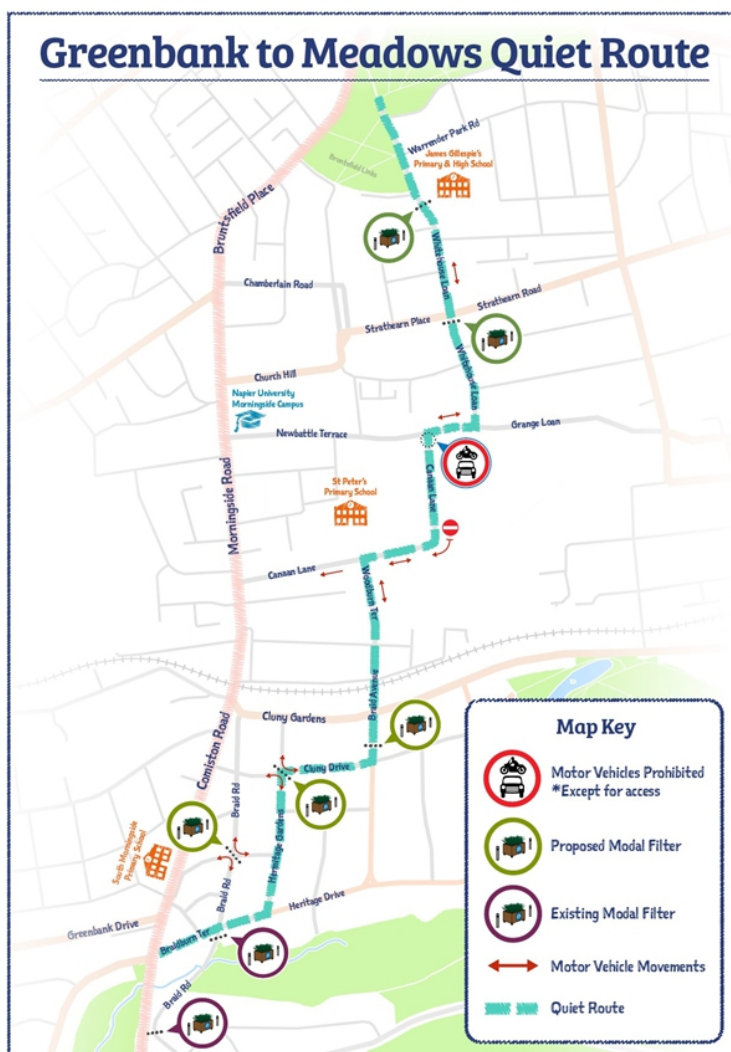 Greenbank to Meadows Quiet Route
Warrender Park Rd
James Gillespie's
Primary & High School
Bruntsfield Links
Bruntsfield Place
Whitehouse Loan
Chamberlain Road
Strathearn Road
Strathearn Place
Whitehouse Loan
Church Hill
Napier University
Morningside Campus
Newbattle Terrace
Grange Loan
Canaan Lane
St Peter's
Primary School
Morningside Road
Canaan Lane
Woodburn Ter
Braid Avenue
Cluny Gardens
Comiston Road
Cluny Drive
Braid Rd
Hermitage Gardens
South Morningside
Primary School
Braid Rd
Heritage Drive
Greenbank Drive
Braidburn Ter
Braid Rd
Map Key
Motor Vehicles Prohibited
*Except for access
Proposed Modal Filter
Existing Modal Filter
Motor Vehicle Movements
Quiet Route